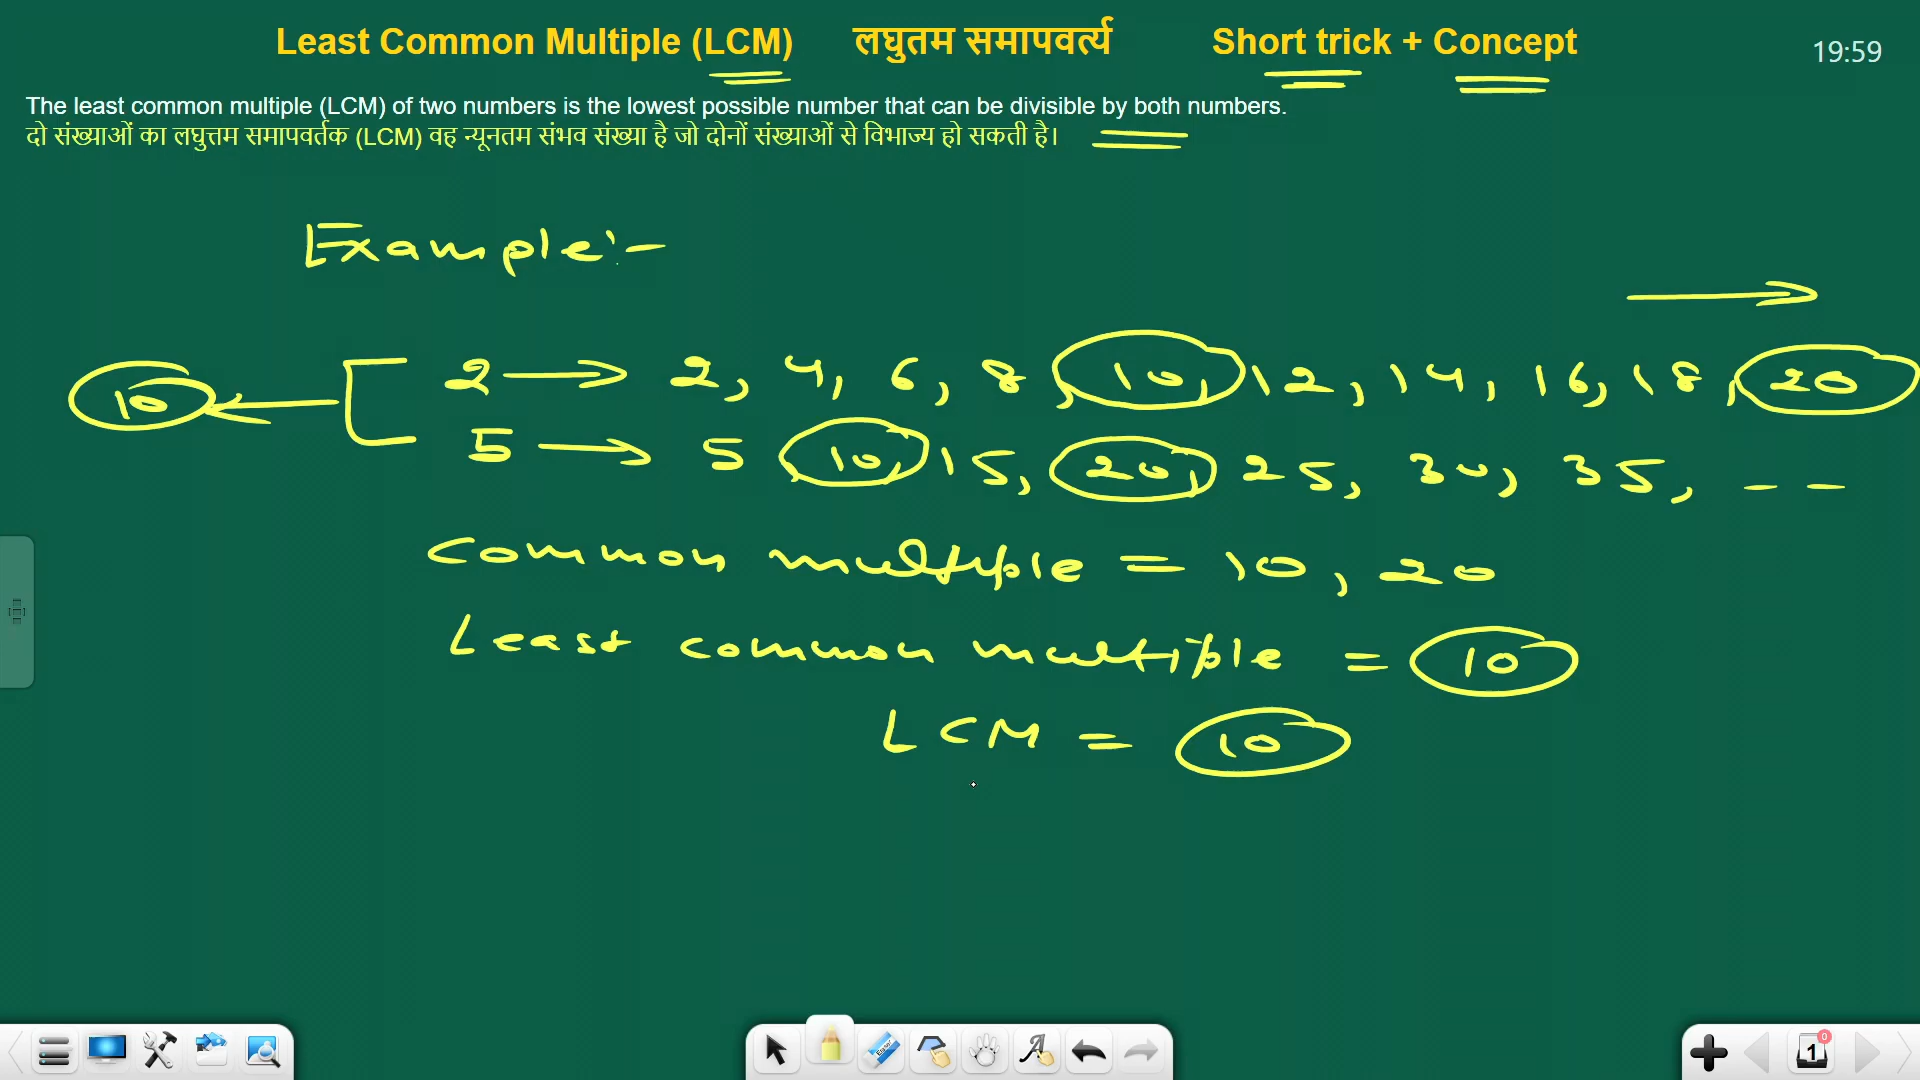 Least Common Multiple (LCM) लघुतम समापवर्त्य Short trick + Concept
19:59
The least common multiple (LCM) of two numbers is the lowest possible number that can be divisible by both numbers.
दो संख्याओं का लघुत्तम समापवर्तक (LCM) वह न्यूनतम संभव संख्या है जो दोनों संख्याओं से विभाज्य हो सकती है।
Example:-
10 ← [ 2 → 2, 4, 6, 8, 10, 12, 14, 16, 18, 20
5 → 5, 10, 15, 20, 25, 30, 35, - -
Common multiple = 10, 20
Least common multiple = 10
LCM = 10
Eraser A 1 0